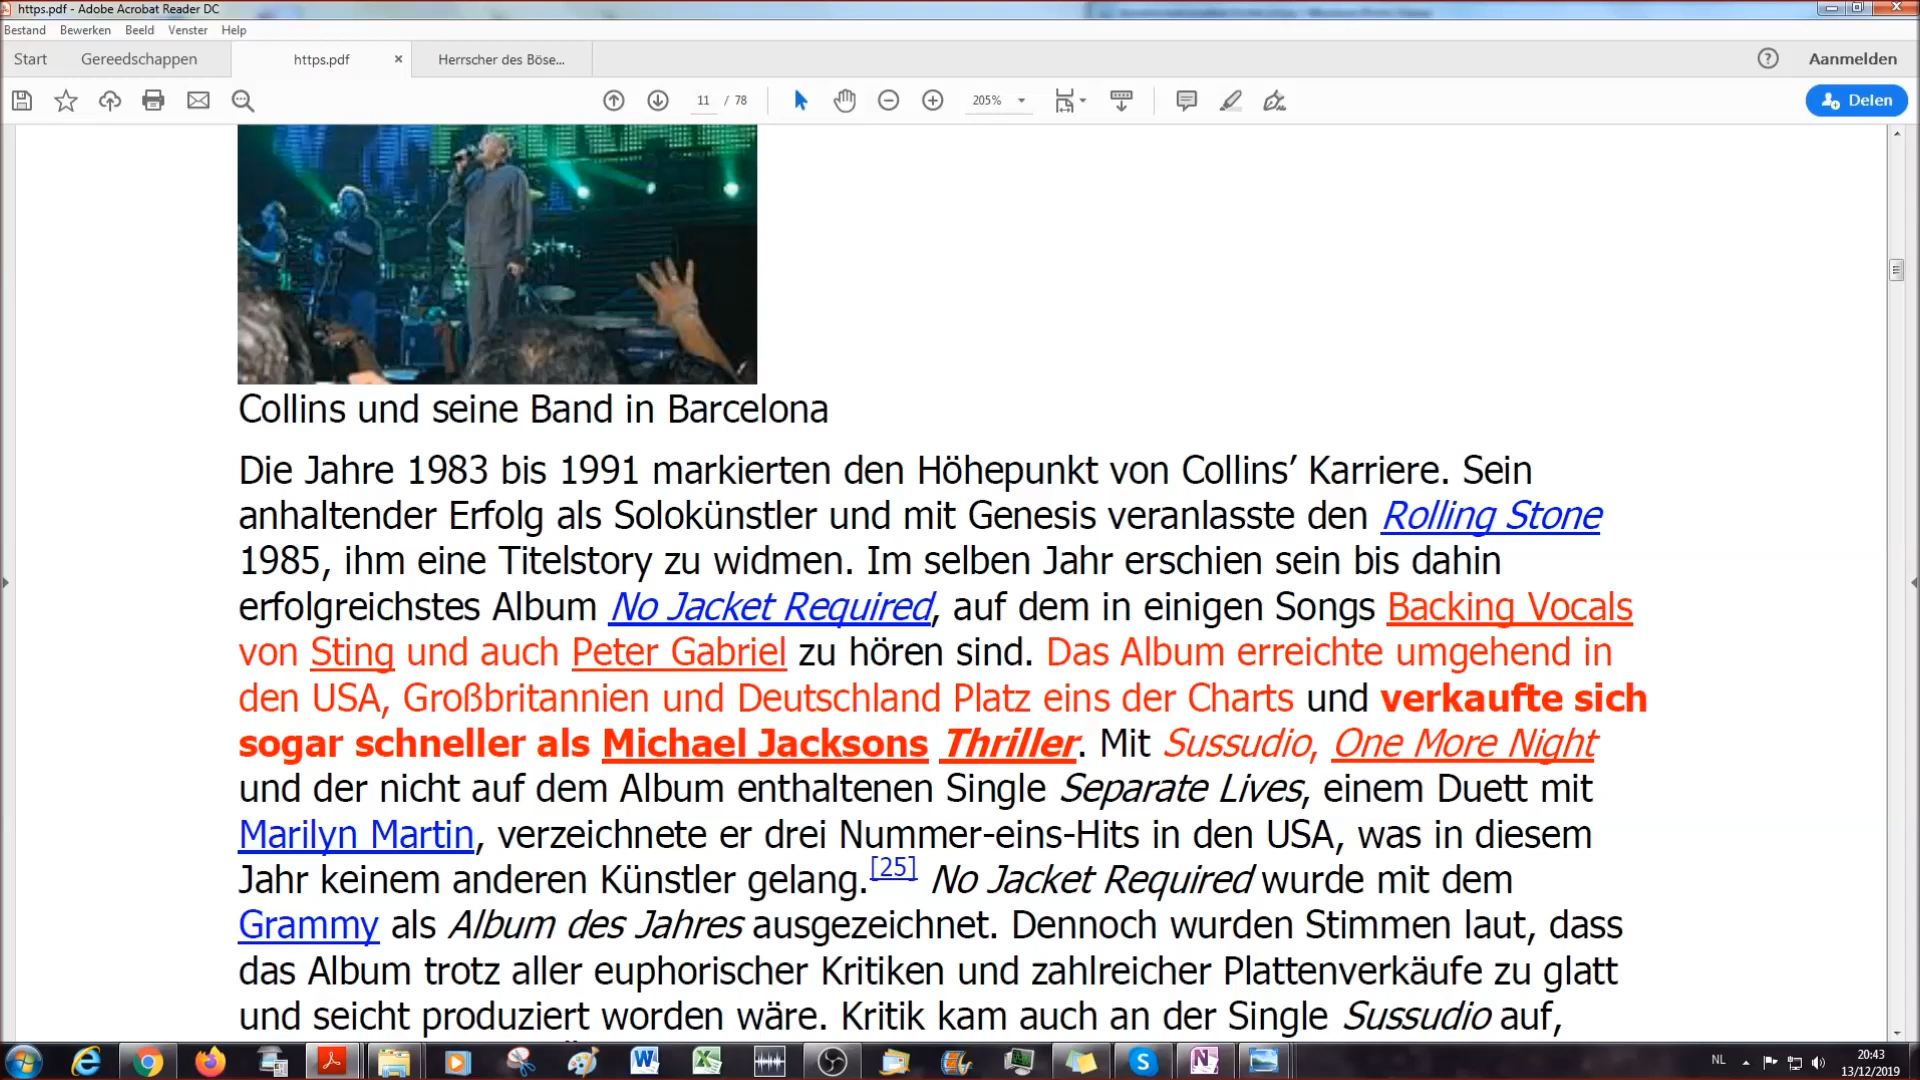 https.pdf - Adobe Acrobat Reader DC
Bestand Bewerken Beeld Venster Help
Start Gereedschappen https.pdf × Herrscher des Böse... ? Aanmelden
11 / 78 205% Delen
Collins und seine Band in Barcelona
Die Jahre 1983 bis 1991 markierten den Höhepunkt von Collins’ Karriere. Sein
anhaltender Erfolg als Solokünstler und mit Genesis veranlasste den Rolling Stone
1985, ihm eine Titelstory zu widmen. Im selben Jahr erschien sein bis dahin
erfolgreichstes Album No Jacket Required, auf dem in einigen Songs Backing Vocals
von Sting und auch Peter Gabriel zu hören sind. Das Album erreichte umgehend in
den USA, Großbritannien und Deutschland Platz eins der Charts und verkaufte sich
sogar schneller als Michael Jacksons Thriller. Mit Sussudio, One More Night
und der nicht auf dem Album enthaltenen Single Separate Lives, einem Duett mit
Marilyn Martin, verzeichnete er drei Nummer-eins-Hits in den USA, was in diesem
Jahr keinem anderen Künstler gelang.[25] No Jacket Required wurde mit dem
Grammy als Album des Jahres ausgezeichnet. Dennoch wurden Stimmen laut, dass
das Album trotz aller euphorischer Kritiken und zahlreicher Plattenverkäufe zu glatt
und seicht produziert worden wäre. Kritik kam auch an der Single Sussudio auf,
NL 20:43
13/12/2019